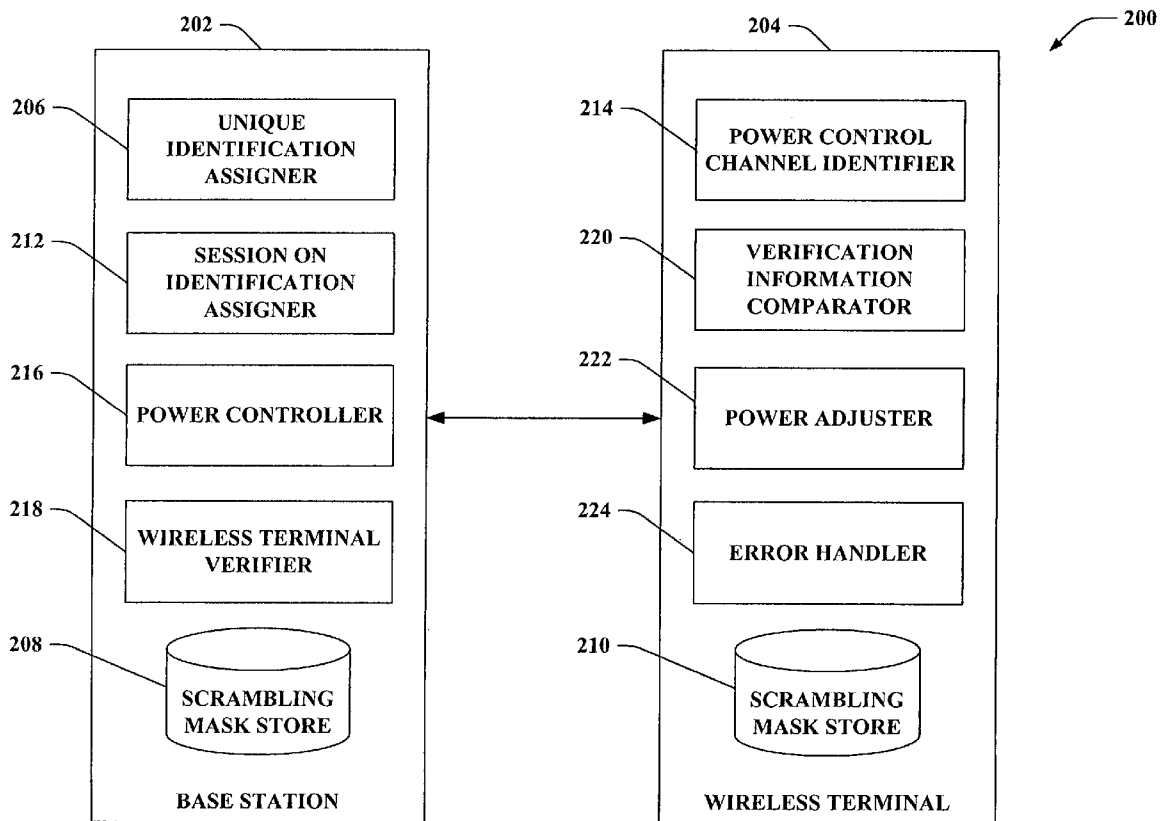 200
202
204
206
UNIQUE
IDENTIFICATION
ASSIGNER
212
SESSION ON
IDENTIFICATION
ASSIGNER
216
POWER CONTROLLER
218
WIRELESS TERMINAL
VERIFIER
208
SCRAMBLING
MASK STORE
BASE STATION
214
POWER CONTROL
CHANNEL IDENTIFIER
220
VERIFICATION
INFORMATION
COMPARATOR
222
POWER ADJUSTER
224
ERROR HANDLER
210
SCRAMBLING
MASK STORE
WIRELESS TERMINAL